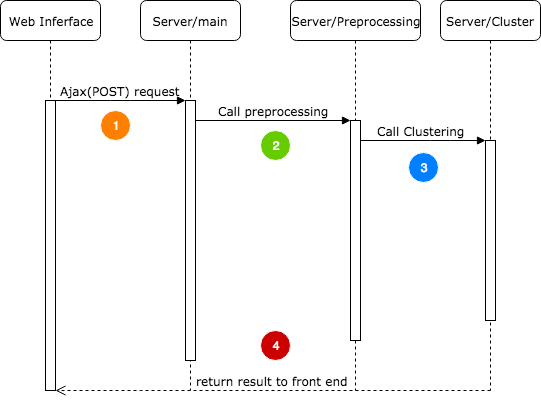 Web Inferface
Server/main
Server/Preprocessing
Server/Cluster
Ajax(POST) request
1
Call preprocessing
2
Call Clustering
3
4
return result to front end